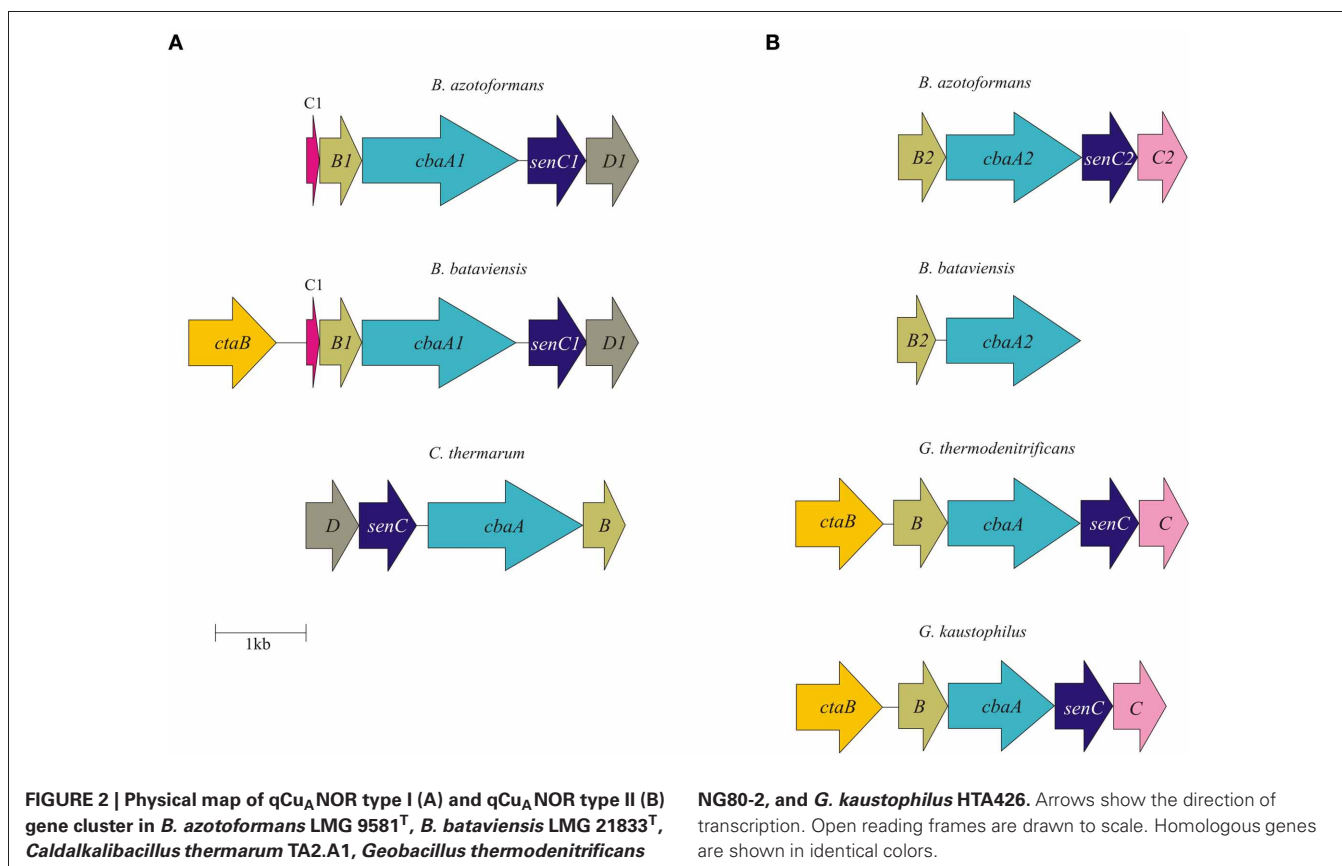 A
B. azotoformans
C1
B1
cbaA1
senC1
D1
B. bataviensis
C1
ctaB
B1
cbaA1
senC1
D1
C. thermarum
D
senC
cbaA
B
1kb
B
B. azotoformans
B2
cbaA2
senC2
C2
B. bataviensis
B2
cbaA2
G. thermodenitrificans
ctaB
B
cbaA
senC
C
G. kaustophilus
ctaB
B
cbaA
senC
C
FIGURE 2 | Physical map of qCuANOR type I (A) and qCuANOR type II (B)
gene cluster in B. azotoformans LMG 9581T, B. bataviensis LMG 21833T,
Caldalkalibacillus thermarum TA2.A1, Geobacillus thermodenitrificans
NG80-2, and G. kaustophilus HTA426. Arrows show the direction of
transcription. Open reading frames are drawn to scale. Homologous genes
are shown in identical colors.